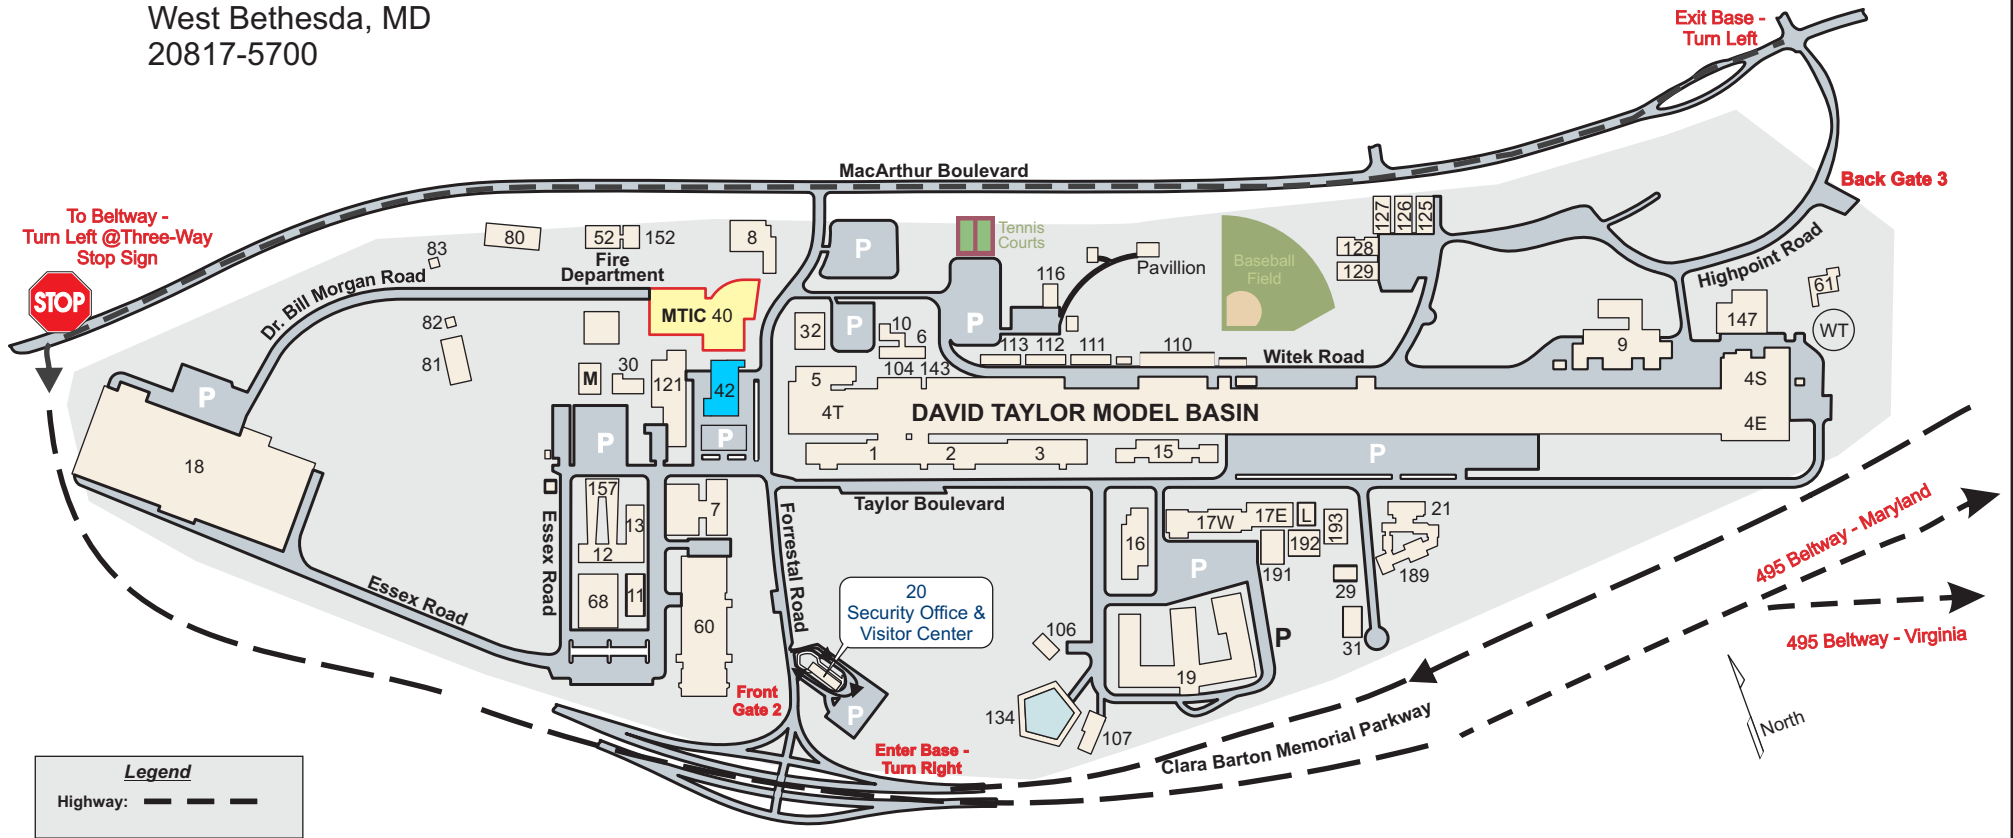 West Bethesda, MD
20817-5700
Exit Base -
Turn Left
MacArthur Boulevard
Back Gate 3
To Beltway -
Turn Left @Three-Way
Stop Sign
STOP
83
80
52
152
Fire
Department
8
P
Tennis
Courts
116
Pavillion
Baseball
Field
127
126
125
128
129
Highpoint Road
61
147
WT
Dr. Bill Morgan Road
MTIC 40
82
81
M
30
121
42
P
32
P
10
6
P
113
112
111
110
Witek Road
9
104
143
5
4T
DAVID TAYLOR MODEL BASIN
4S
4E
P
18
P
P
1
2
3
15
P
Taylor Boulevard
157
13
12
7
Essex Road
Essex Road
68
11
60
Forrestal Road
20
Security Office &
Visitor Center
Front
Gate 2
P
Enter Base -
Turn Right
16
17W
17E
L
193
192
191
P
21
189
29
31
P
19
106
134
107
495 Beltway - Maryland
495 Beltway - Virginia
Clara Barton Memorial Parkway
North
Legend
Highway: